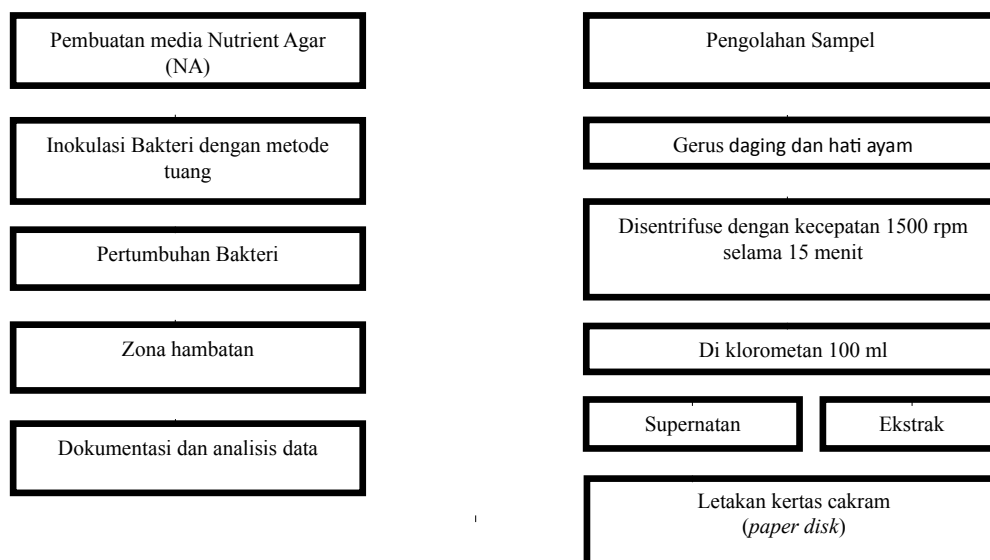 Pembuatan media Nutrient Agar
(NA)
Inokulasi Bakteri dengan metode
tuang
Pertumbuhan Bakteri
Zona hambatan
Dokumentasi dan analisis data
Pengolahan Sampel
Gerus daging dan hati ayam
Disentrifuse dengan kecepatan 1500 rpm
selama 15 menit
Di klorometan 100 ml
Supernatan
Ekstrak
Letakan kertas cakram
(paper disk)